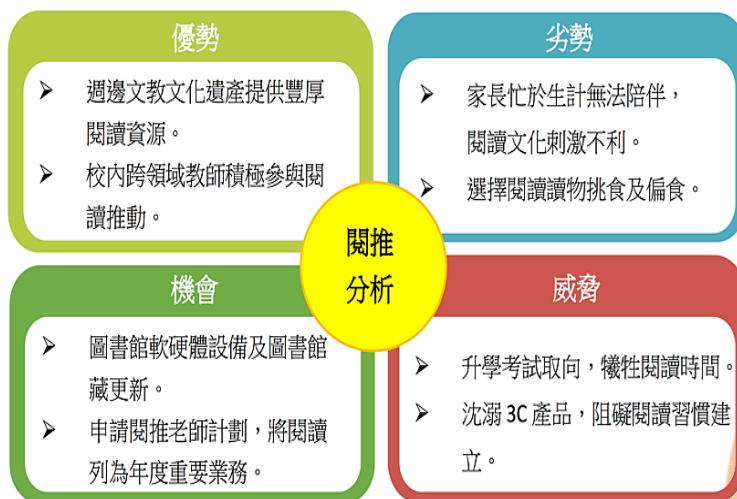 優勢
➤ 週邊文教文化遺產提供豐厚
閱讀資源。
➤ 校內跨領域教師積極參與閱
讀推動。
劣勢
➤ 家長忙於生計無法陪伴，
閱讀文化刺激不利。
➤ 選擇閱讀讀物挑食及偏食。
閱推
分析
機會
➤ 圖書館軟硬體設備及圖書館
藏更新。
➤ 申請閱推老師計劃，將閱讀
列為年度重要業務。
威脅
➤ 升學考試取向，犧牲閱讀時間。
➤ 沈溺 3C 產品，阻礙閱讀習慣建
立。